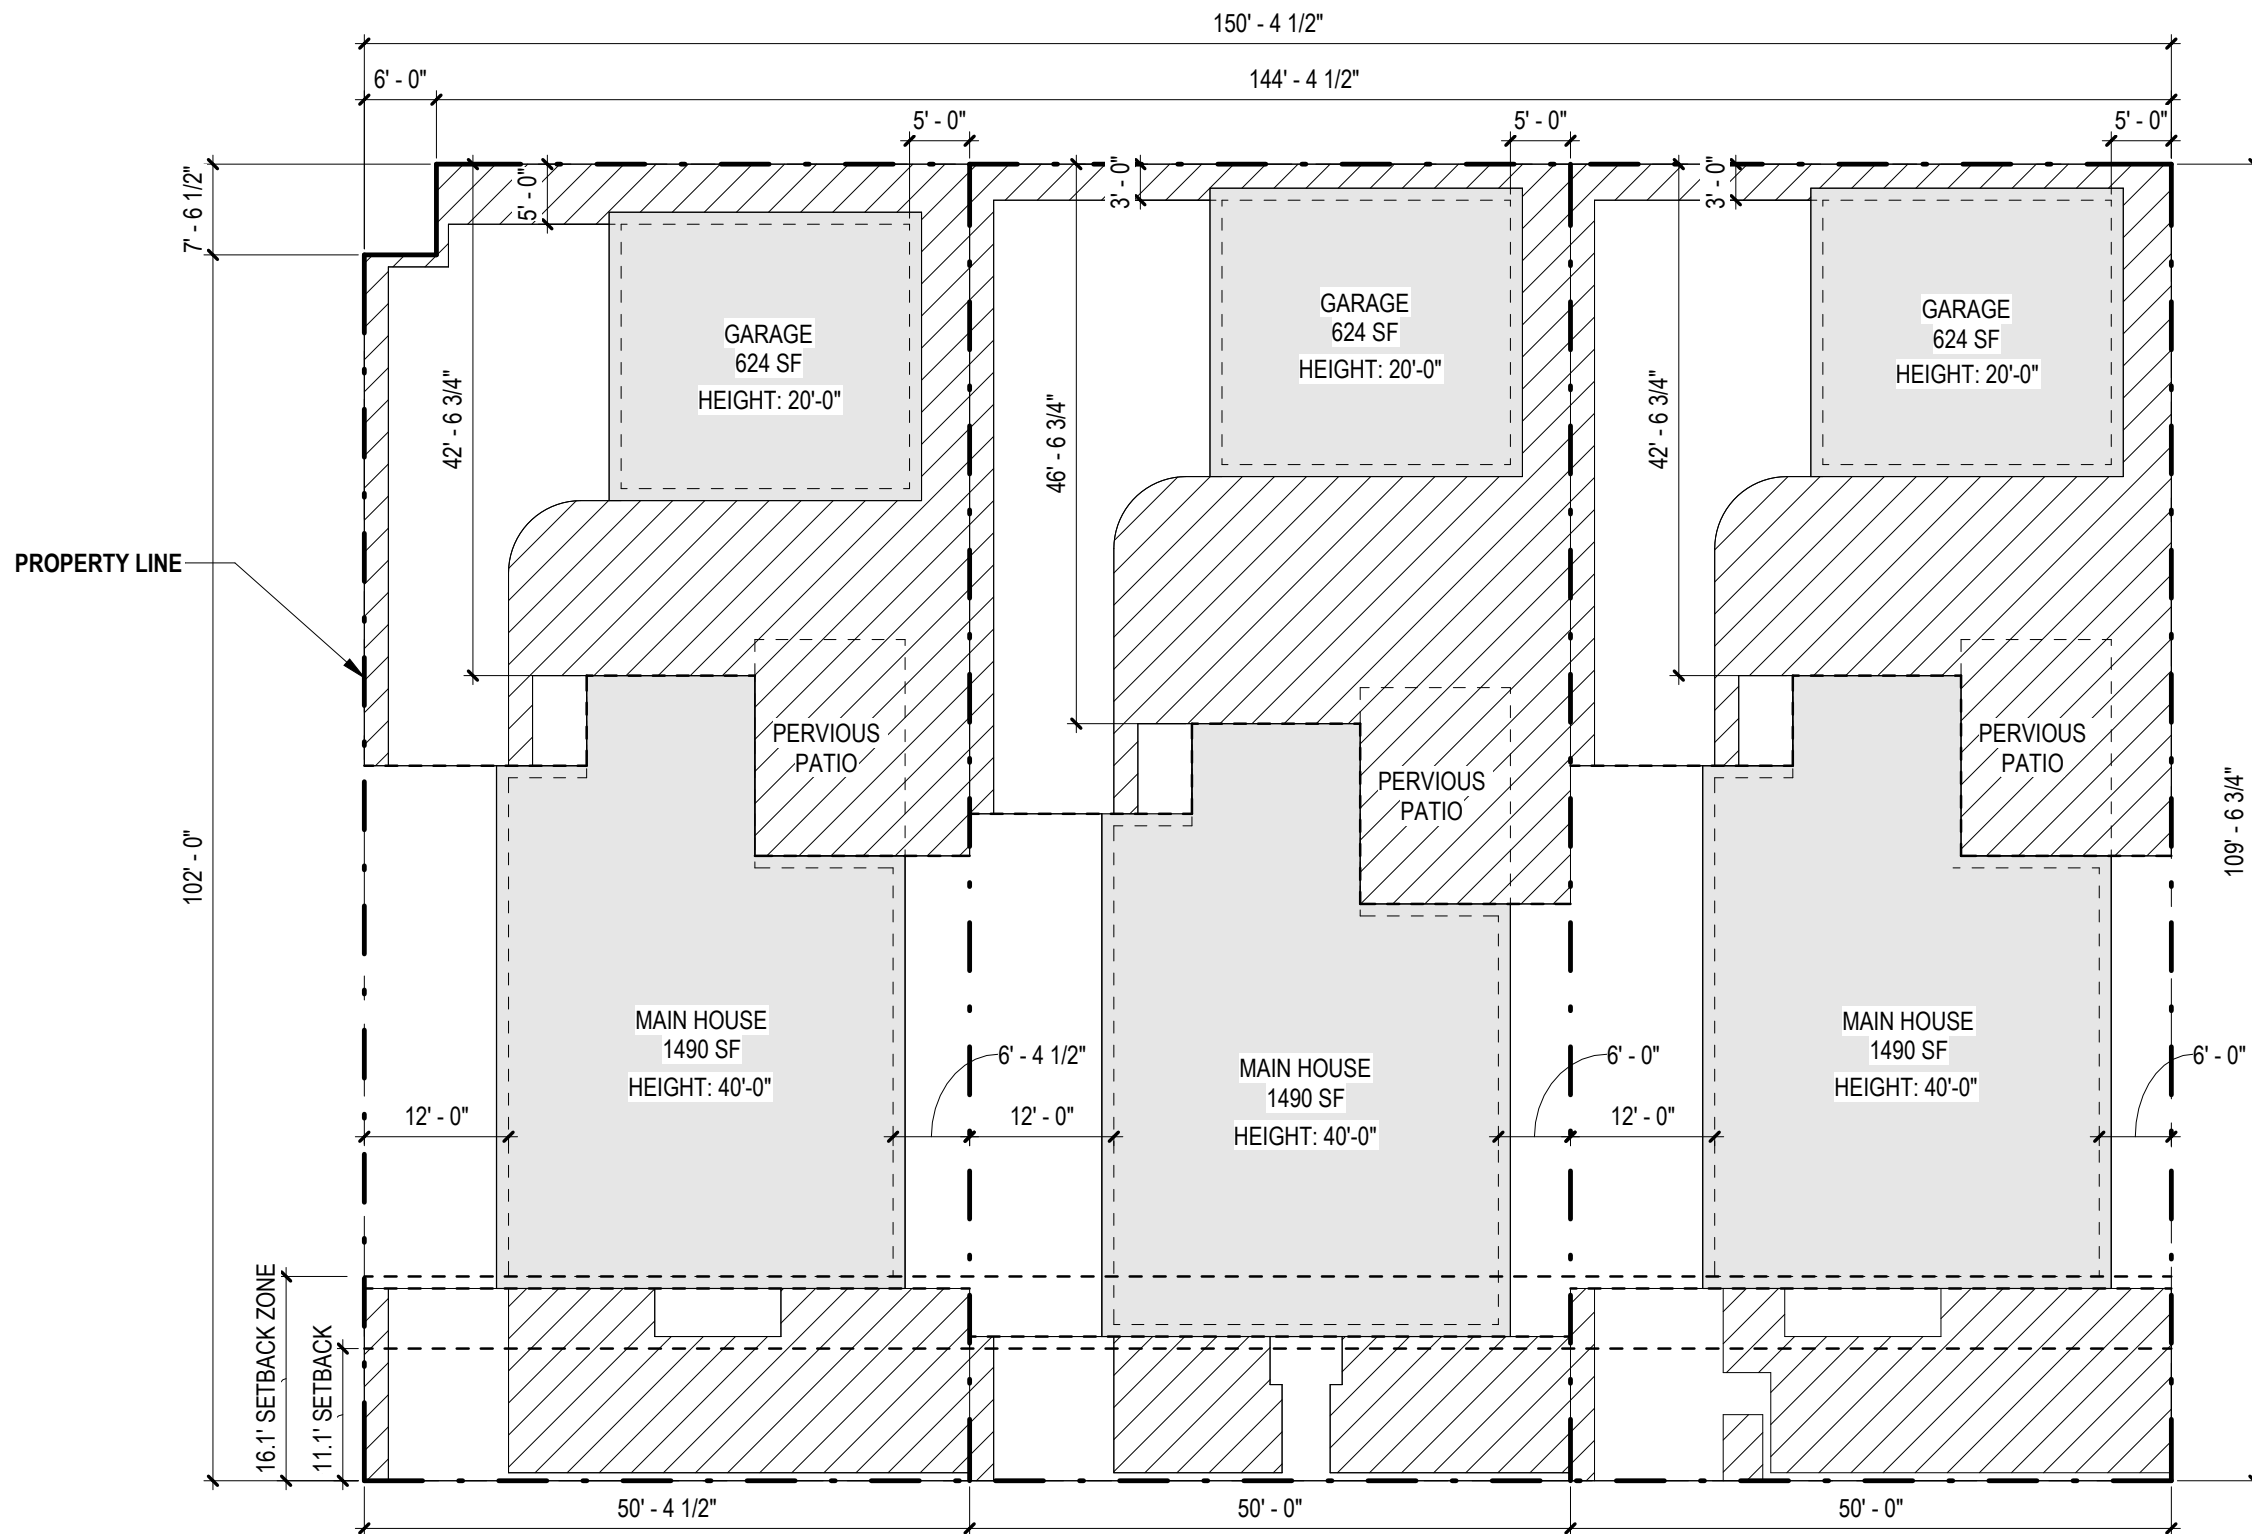 150' - 4 1/2"
6' - 0"
144' - 4 1/2"
5' - 0"
5' - 0"
5' - 0"
7' - 6 1/2"
5' - 0"
3' - 0"
3' - 0"
GARAGE
624 SF
HEIGHT: 20'-0"
GARAGE
624 SF
HEIGHT: 20'-0"
GARAGE
624 SF
HEIGHT: 20'-0"
42' - 6 3/4"
46' - 6 3/4"
42' - 6 3/4"
PROPERTY LINE
PERVIOUS
PATIO
PERVIOUS
PATIO
PERVIOUS
PATIO
102' - 0"
109' - 6 3/4"
MAIN HOUSE
1490 SF
HEIGHT: 40'-0"
MAIN HOUSE
1490 SF
HEIGHT: 40'-0"
MAIN HOUSE
1490 SF
HEIGHT: 40'-0"
6' - 4 1/2"
6' - 0"
6' - 0"
12' - 0"
12' - 0"
12' - 0"
16.1' SETBACK ZONE
11.1' SETBACK
50' - 4 1/2"
50' - 0"
50' - 0"